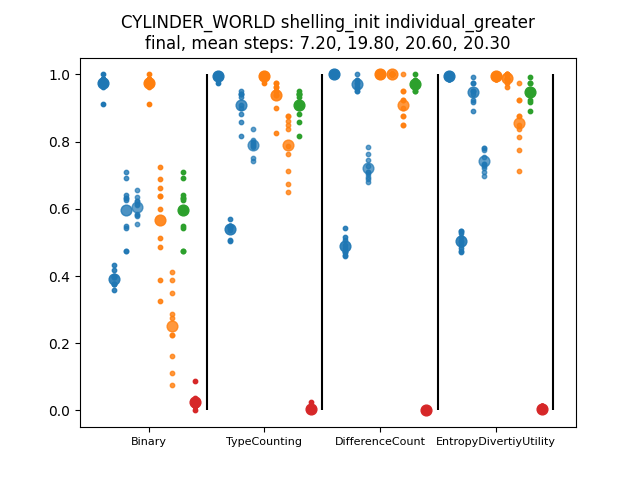 CYLINDER_WORLD shelling_init individual_greater
final, mean steps: 7.20, 19.80, 20.60, 20.30
1.0
0.8
0.6
0.4
0.2
0.0
Binary TypeCounting DifferenceCount EntropyDivertiyUtility